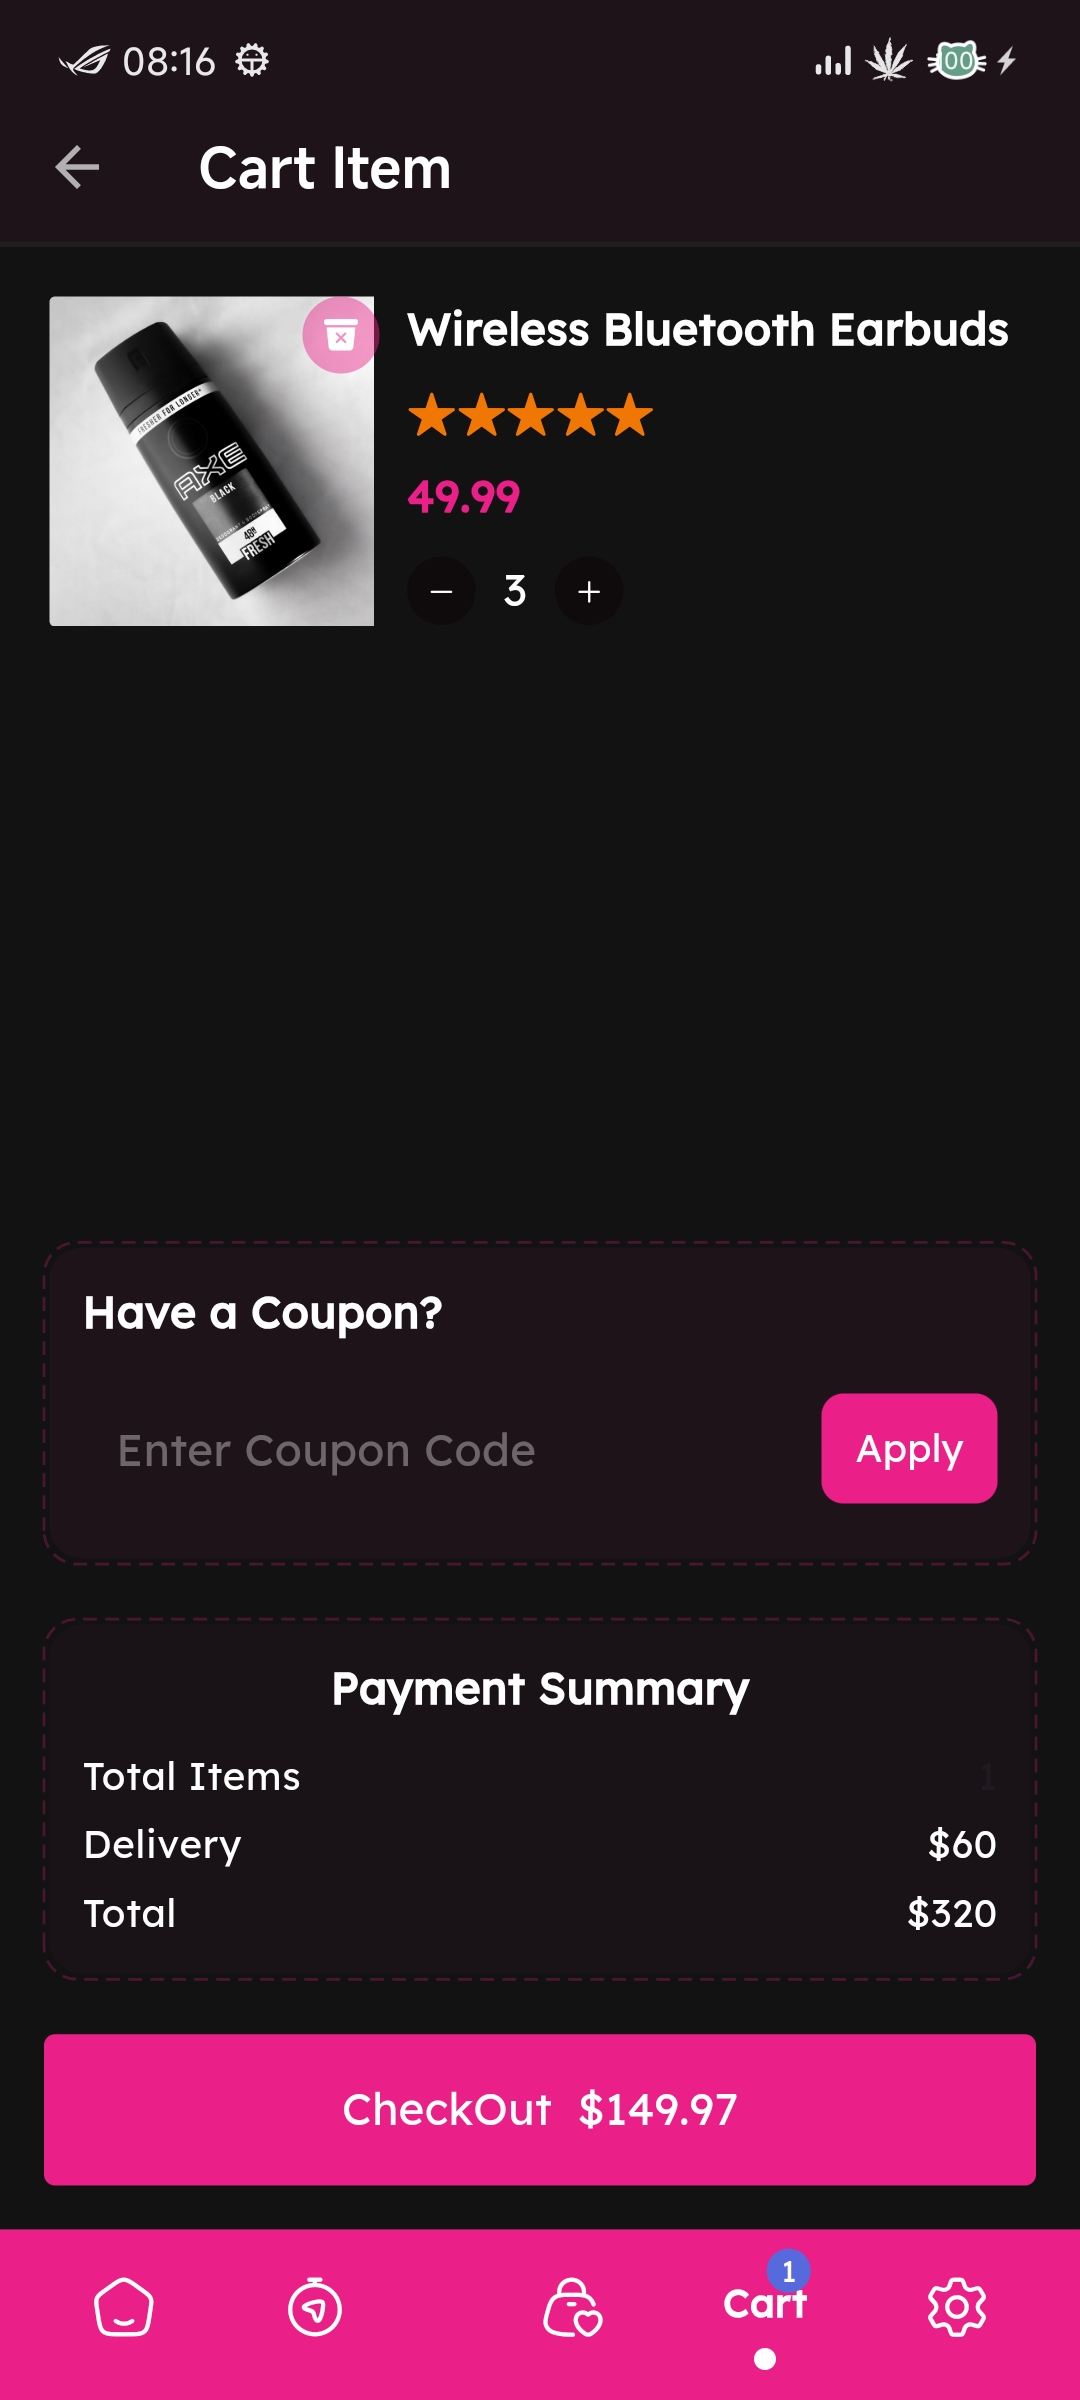 08:16
00
Cart Item
FRESHER FOR LONGER*
AXE
BLACK
48H
FRESH
Wireless Bluetooth Earbuds
49.99
3
Have a Coupon?
Enter Coupon Code
Apply
Payment Summary
Total Items 1
Delivery $60
Total $320
CheckOut $149.97
1
Cart